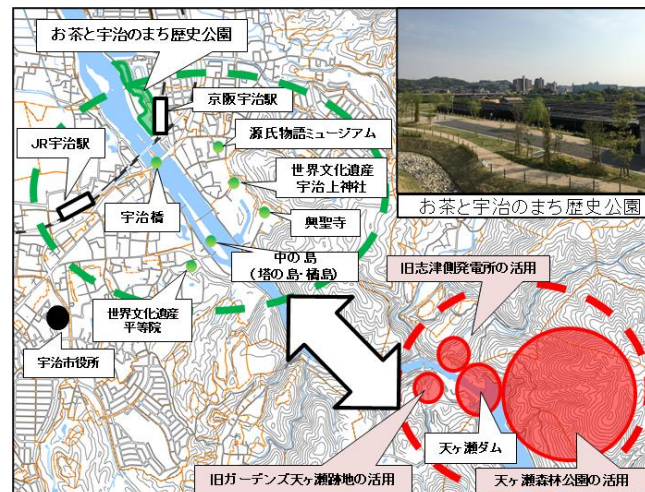 お茶と宇治のまち歴史公園
京阪宇治駅
源氏物語ミュージアム
JR宇治駅
世界文化遺産
宇治上神社
宇治橋
興聖寺
お茶と宇治のまち歴史公園
中の島
(塔の島・橘島)
旧志津側発電所の活用
世界文化遺産
平等院
宇治市役所
天ヶ瀬ダム
旧ガーデンズ天ヶ瀬跡地の活用
天ヶ瀬森林公園の活用